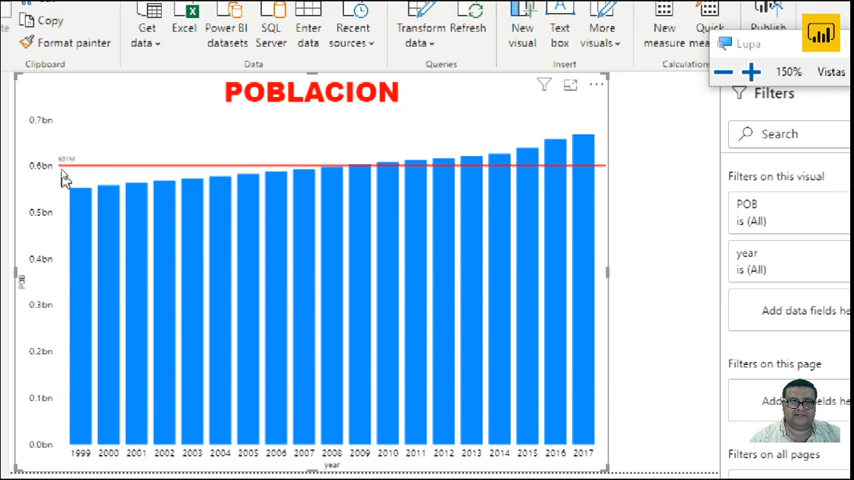 Copy
Format painter
Clipboard
Get data
Excel
Power BI datasets
SQL Server
Enter data
Recent sources
Data
Transform data
Refresh
Queries
New visual
Text box
More visuals
Insert
New measure
Quick
Calculation
Publish
Lupa
150%
Vistas
POBLACION
0.7bn
601M
0.6bn
0.5bn
0.4bn
0.3bn
0.2bn
0.1bn
0.0bn
POB
1999 2000 2001 2002 2003 2004 2005 2006 2007 2008 2009 2010 2011 2012 2013 2014 2015 2016 2017
year
Filters
Search
Filters on this visual
POB
is (All)
year
is (All)
Add data fields he
Filters on this page
Ad
fields he
Filters on all pages